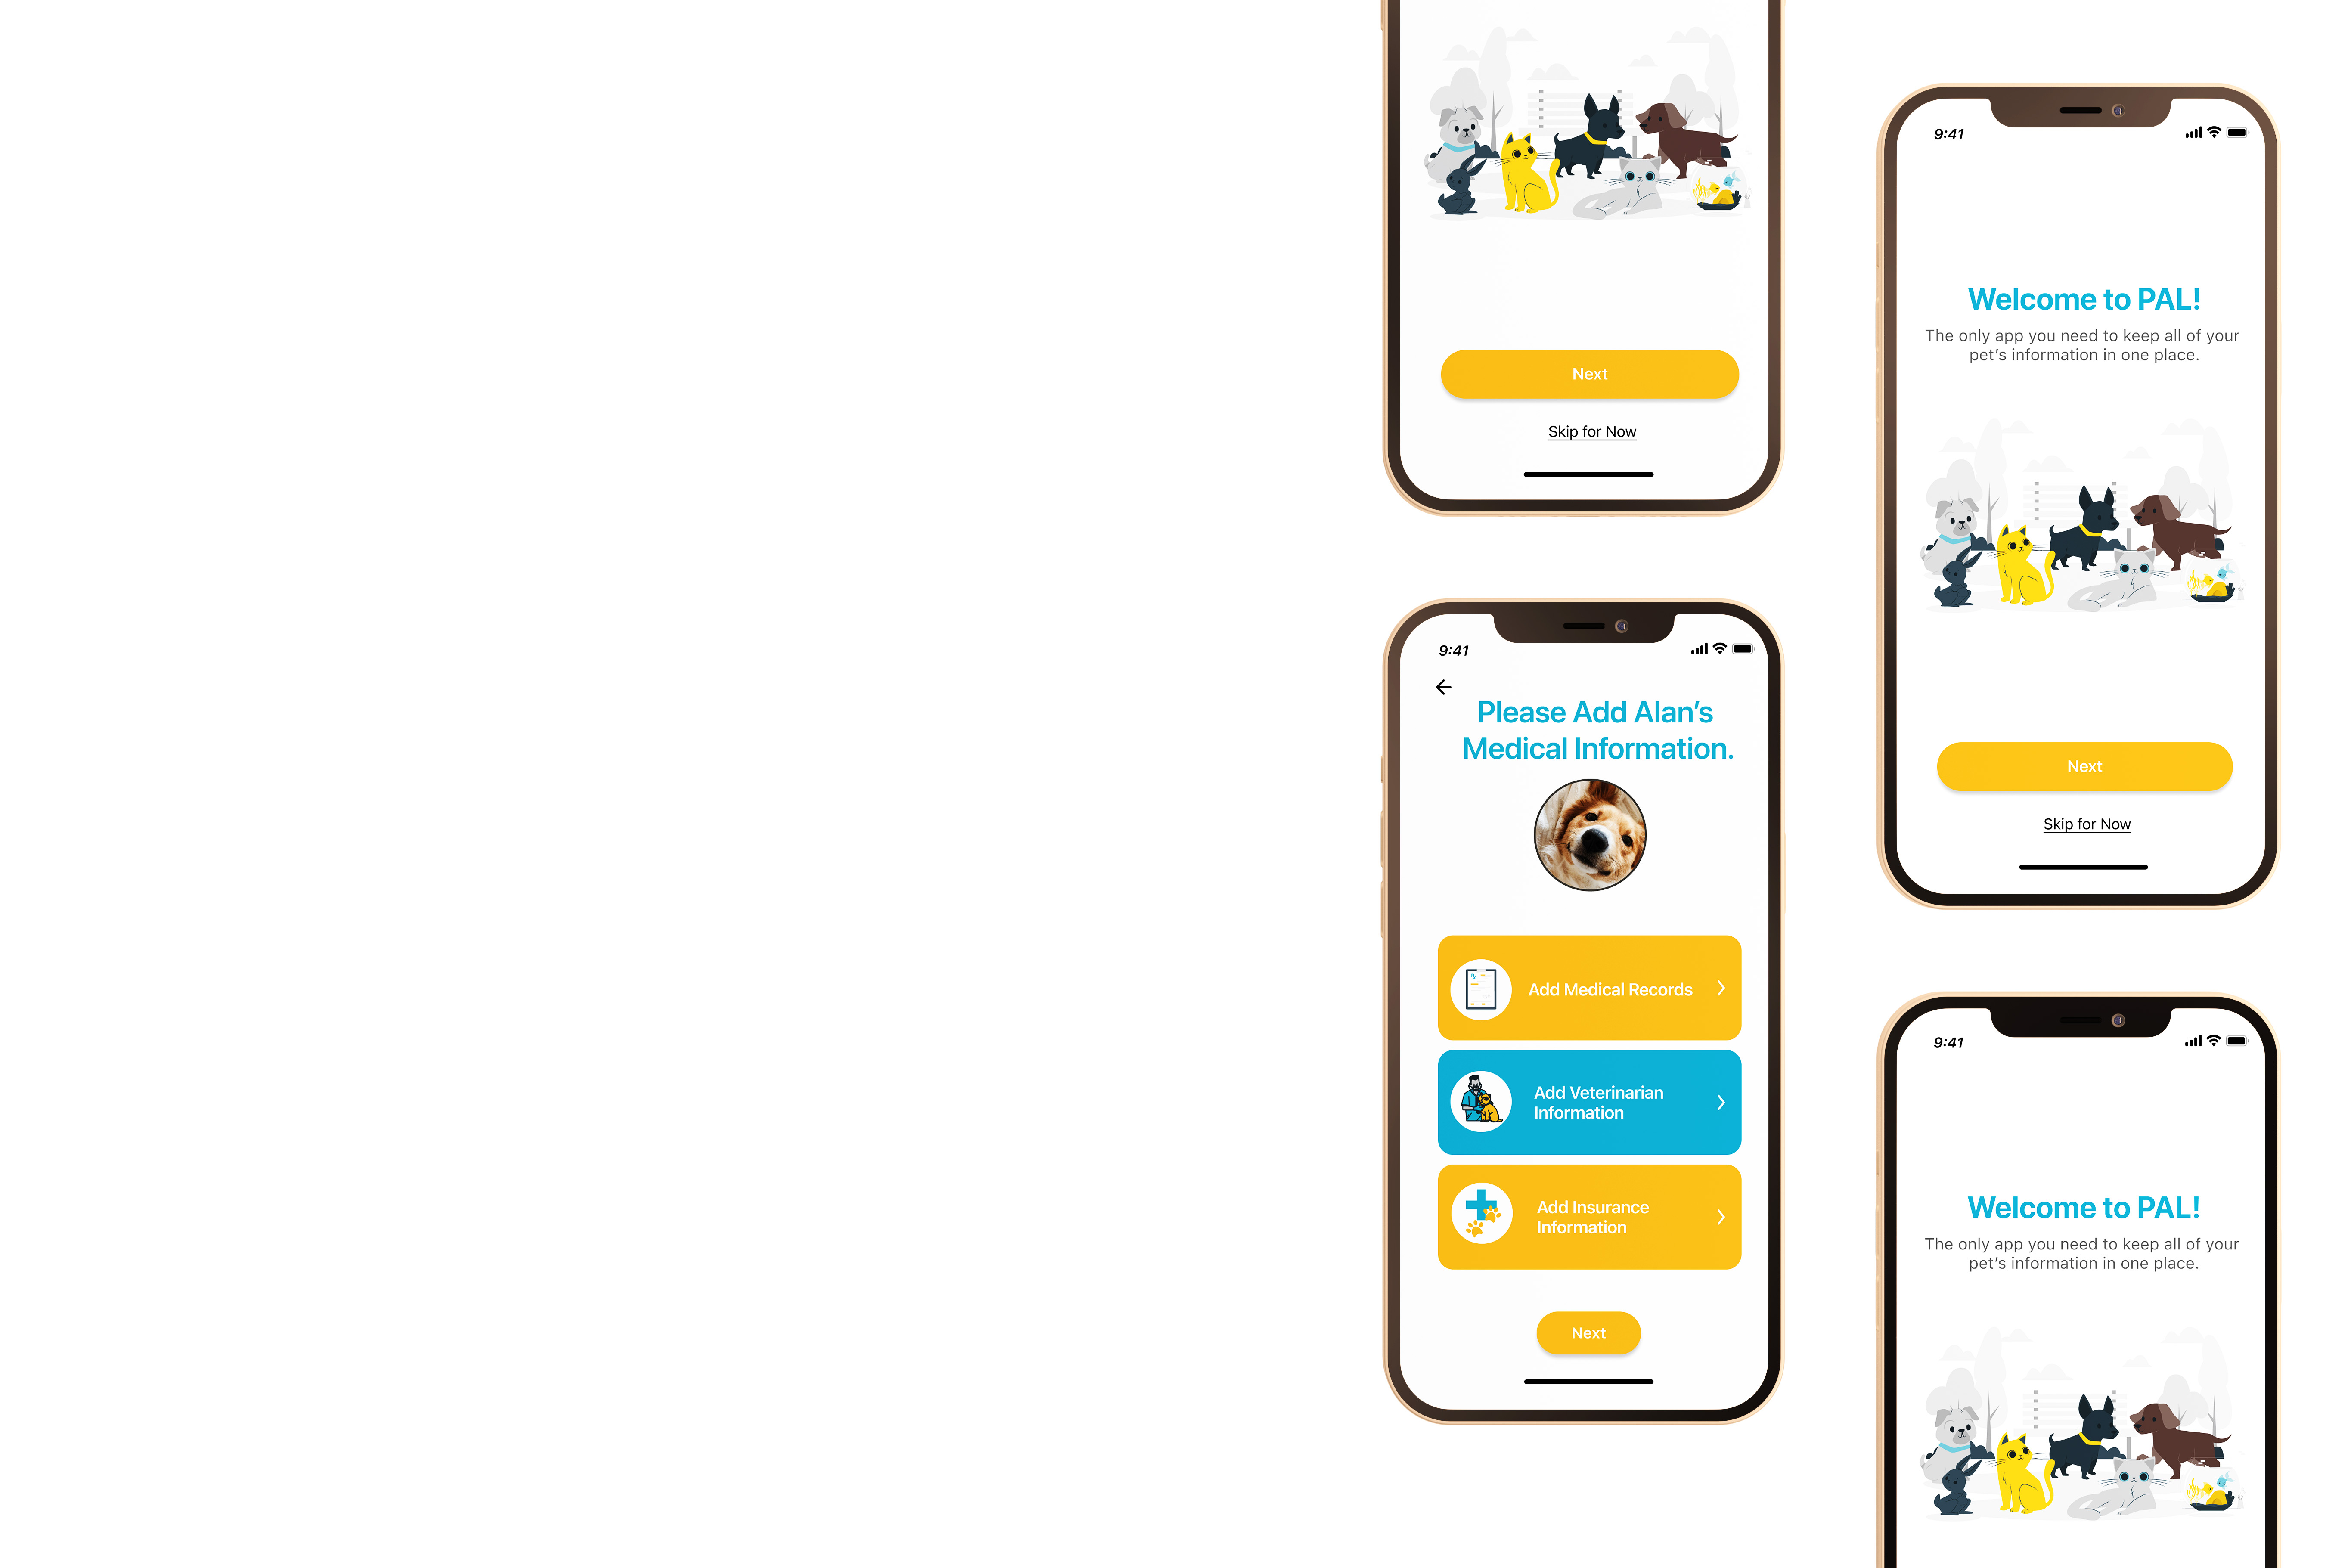 Next
Skip for Now
9:41
Please Add Alan's
Medical Information.
Add Medical Records
Add Veterinarian
Information
Add Insurance
Information
Next
9:41
Welcome to PAL!
The only app you need to keep all of your
pet's information in one place.
Next
Skip for Now
9:41
Welcome to PAL!
The only app you need to keep all of your
pet's information in one place.